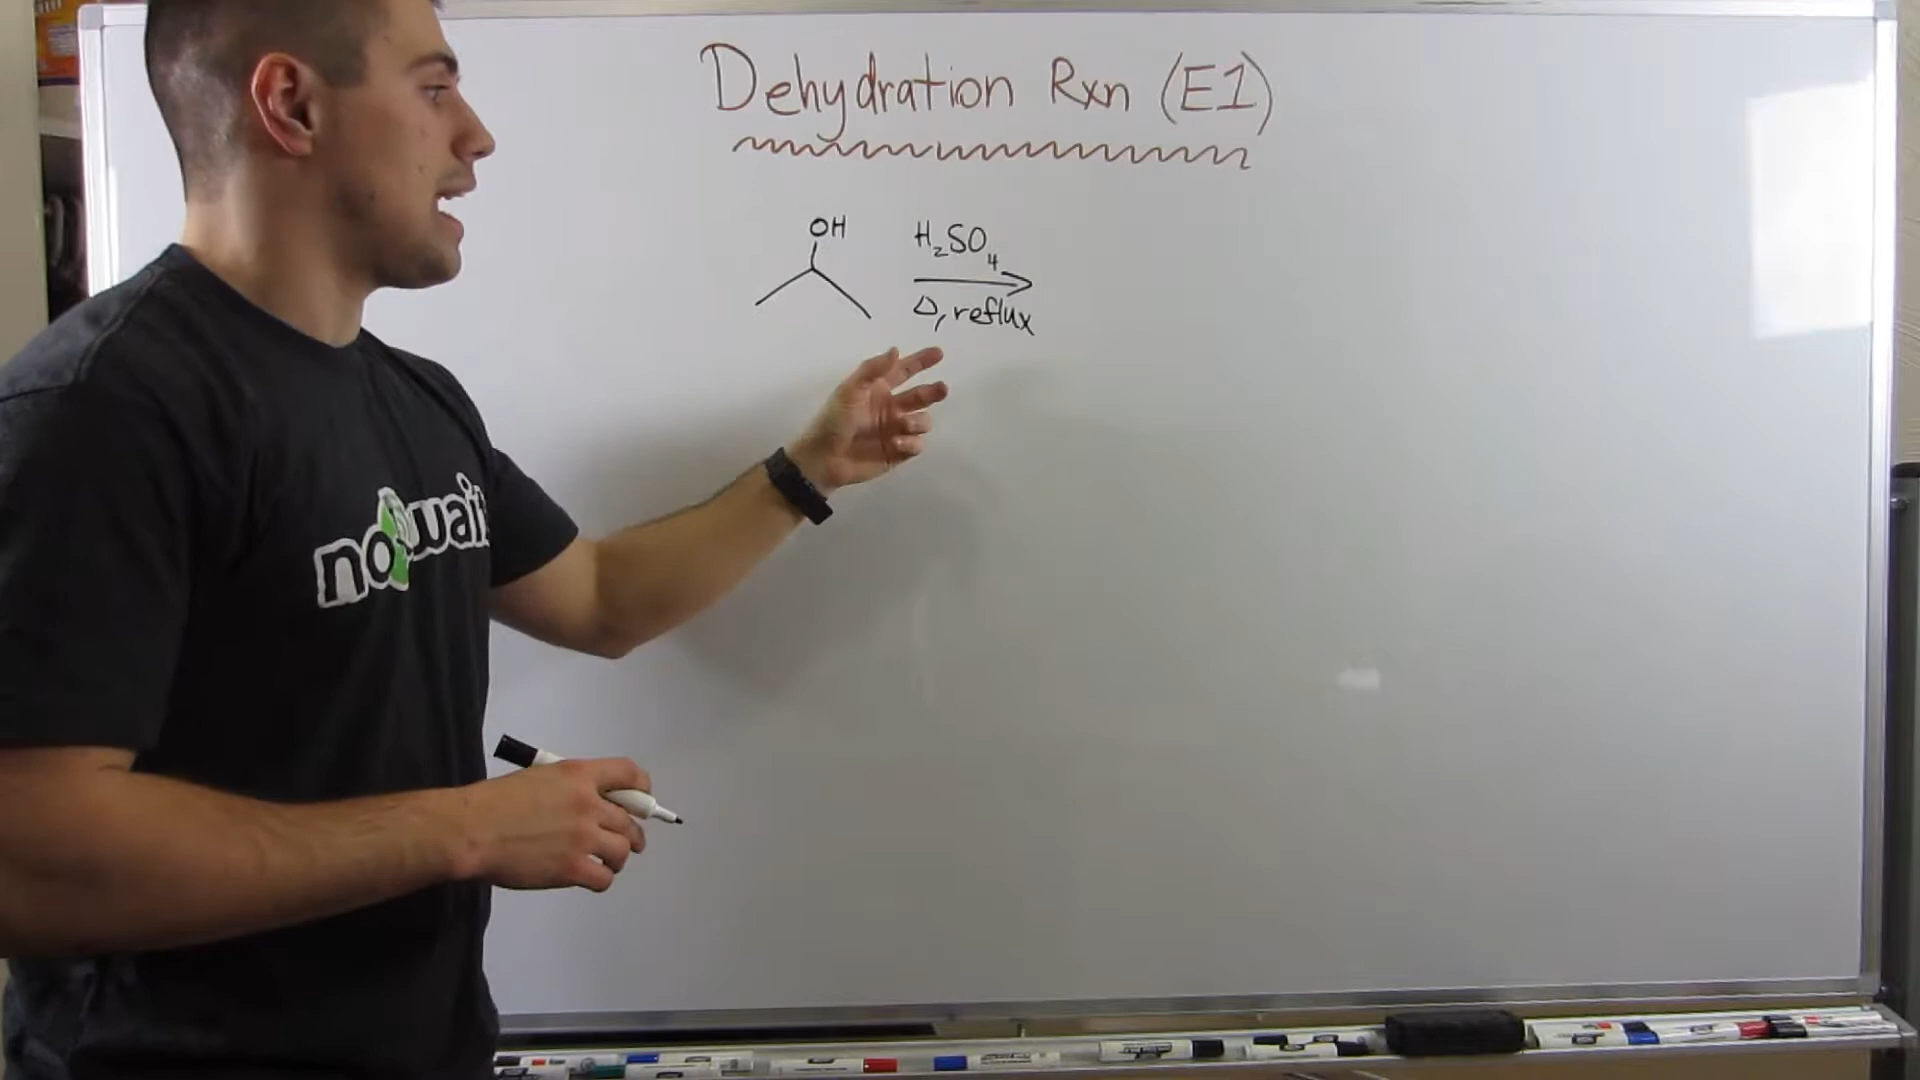 Dehydration Rxn (E1)
OH
H₂SO₄
Δ, reflux
nowait